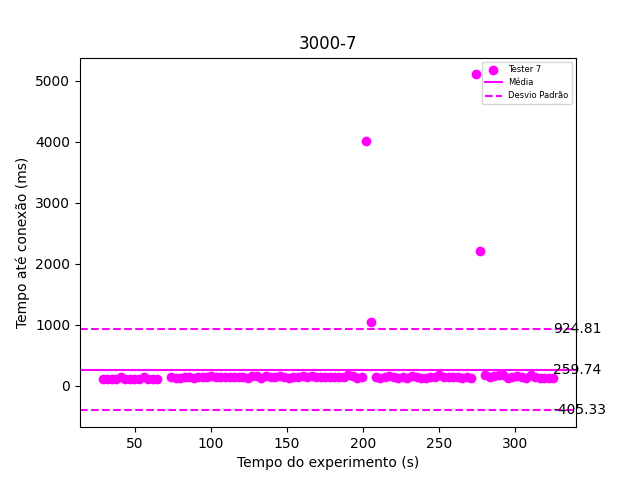 3000-7
Tempo até conexão (ms)
5000
4000
3000
2000
1000
0
Tester 7
Média
Desvio Padrão
924.81
259.74
-405.33
50 100 150 200 250 300
Tempo do experimento (s)